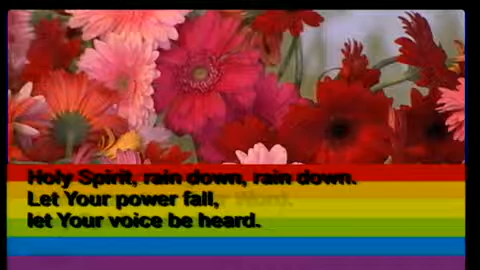 Holy Spirit, rain down, rain down.
Let Your power fall,
let Your voice be heard.